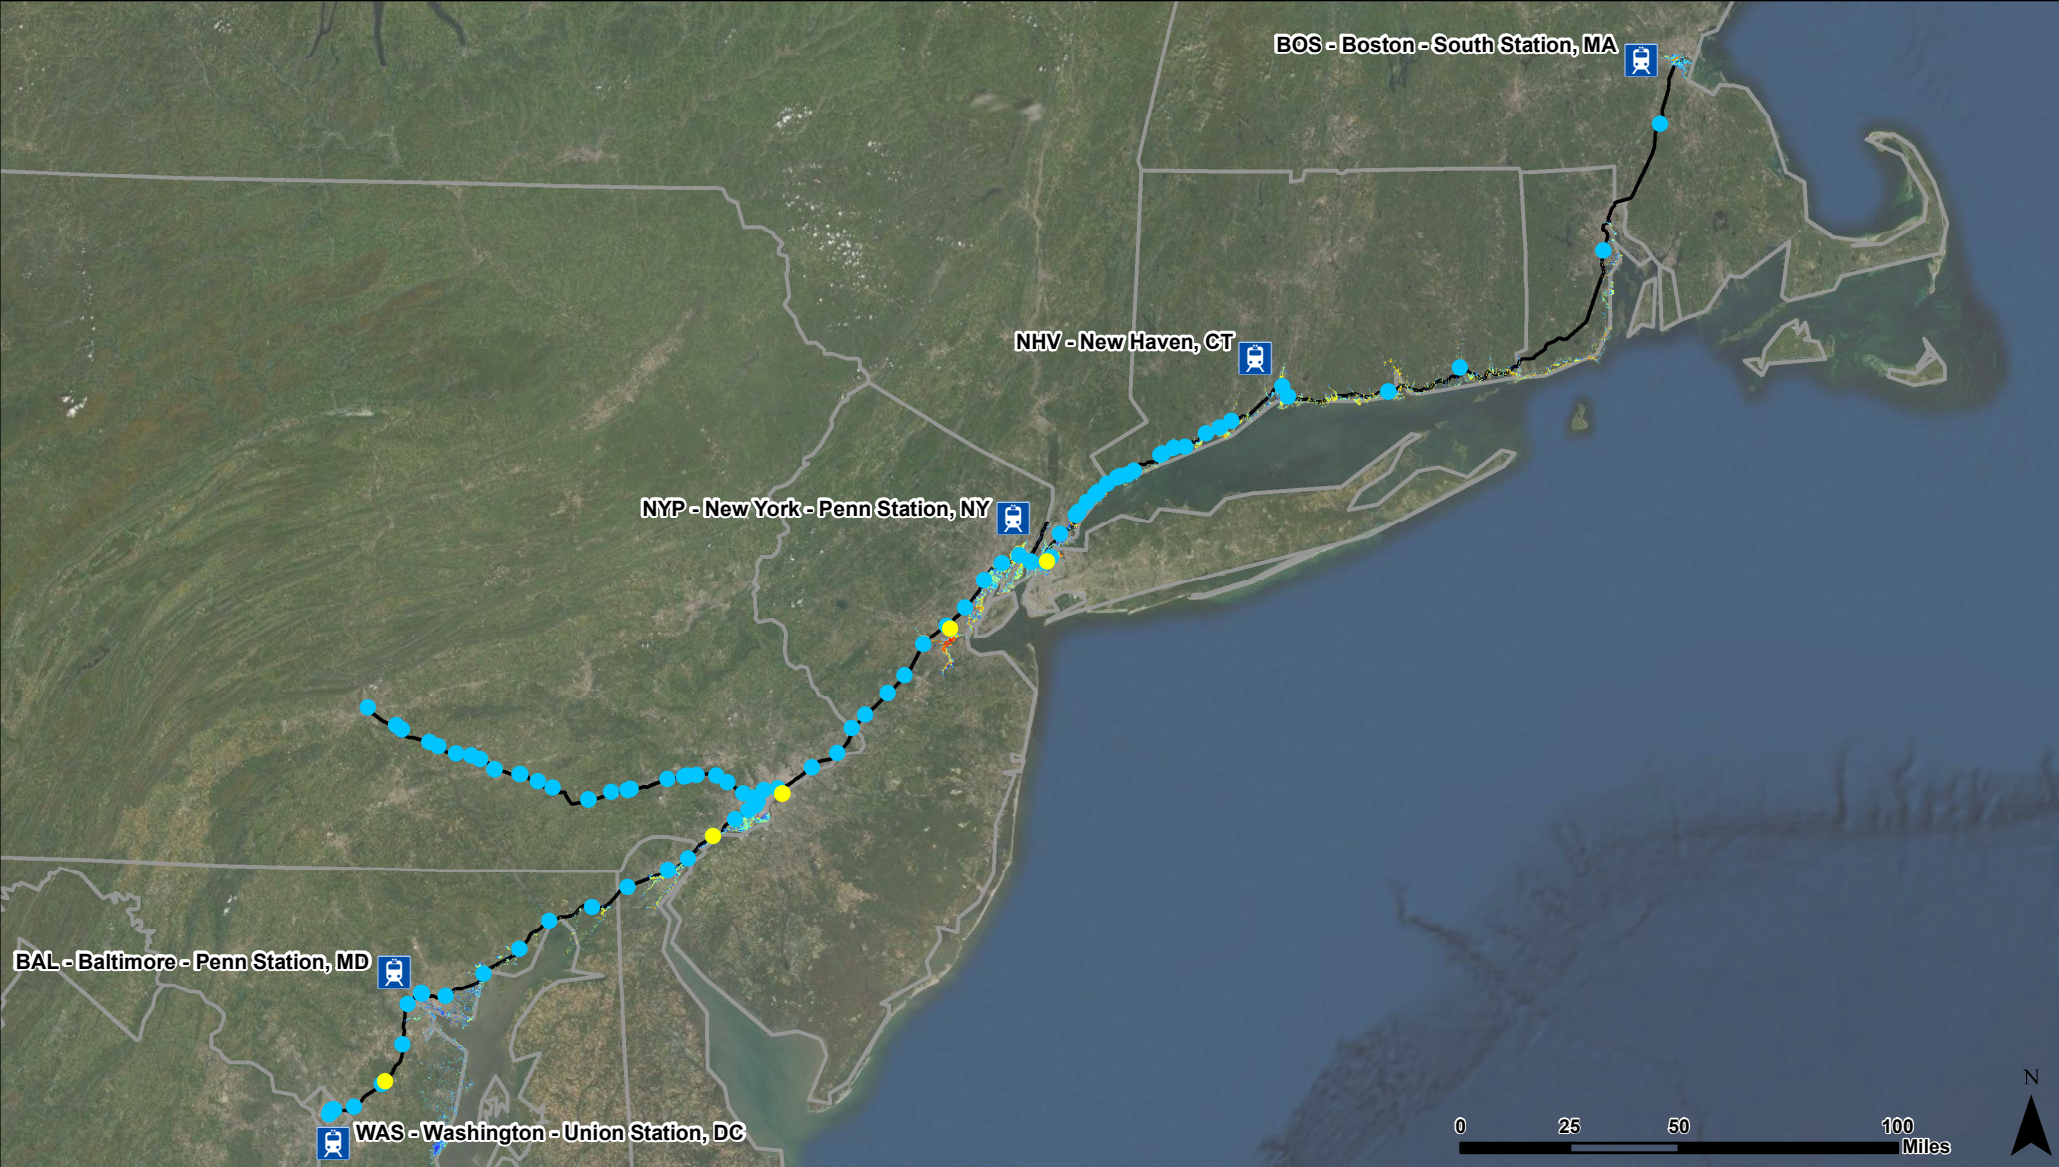 BOS - Boston - South Station, MA
NHV - New Haven, CT
NYP - New York - Penn Station, NY
BAL - Baltimore - Penn Station, MD
WAS - Washington - Union Station, DC
N
0 25 50 100
Miles